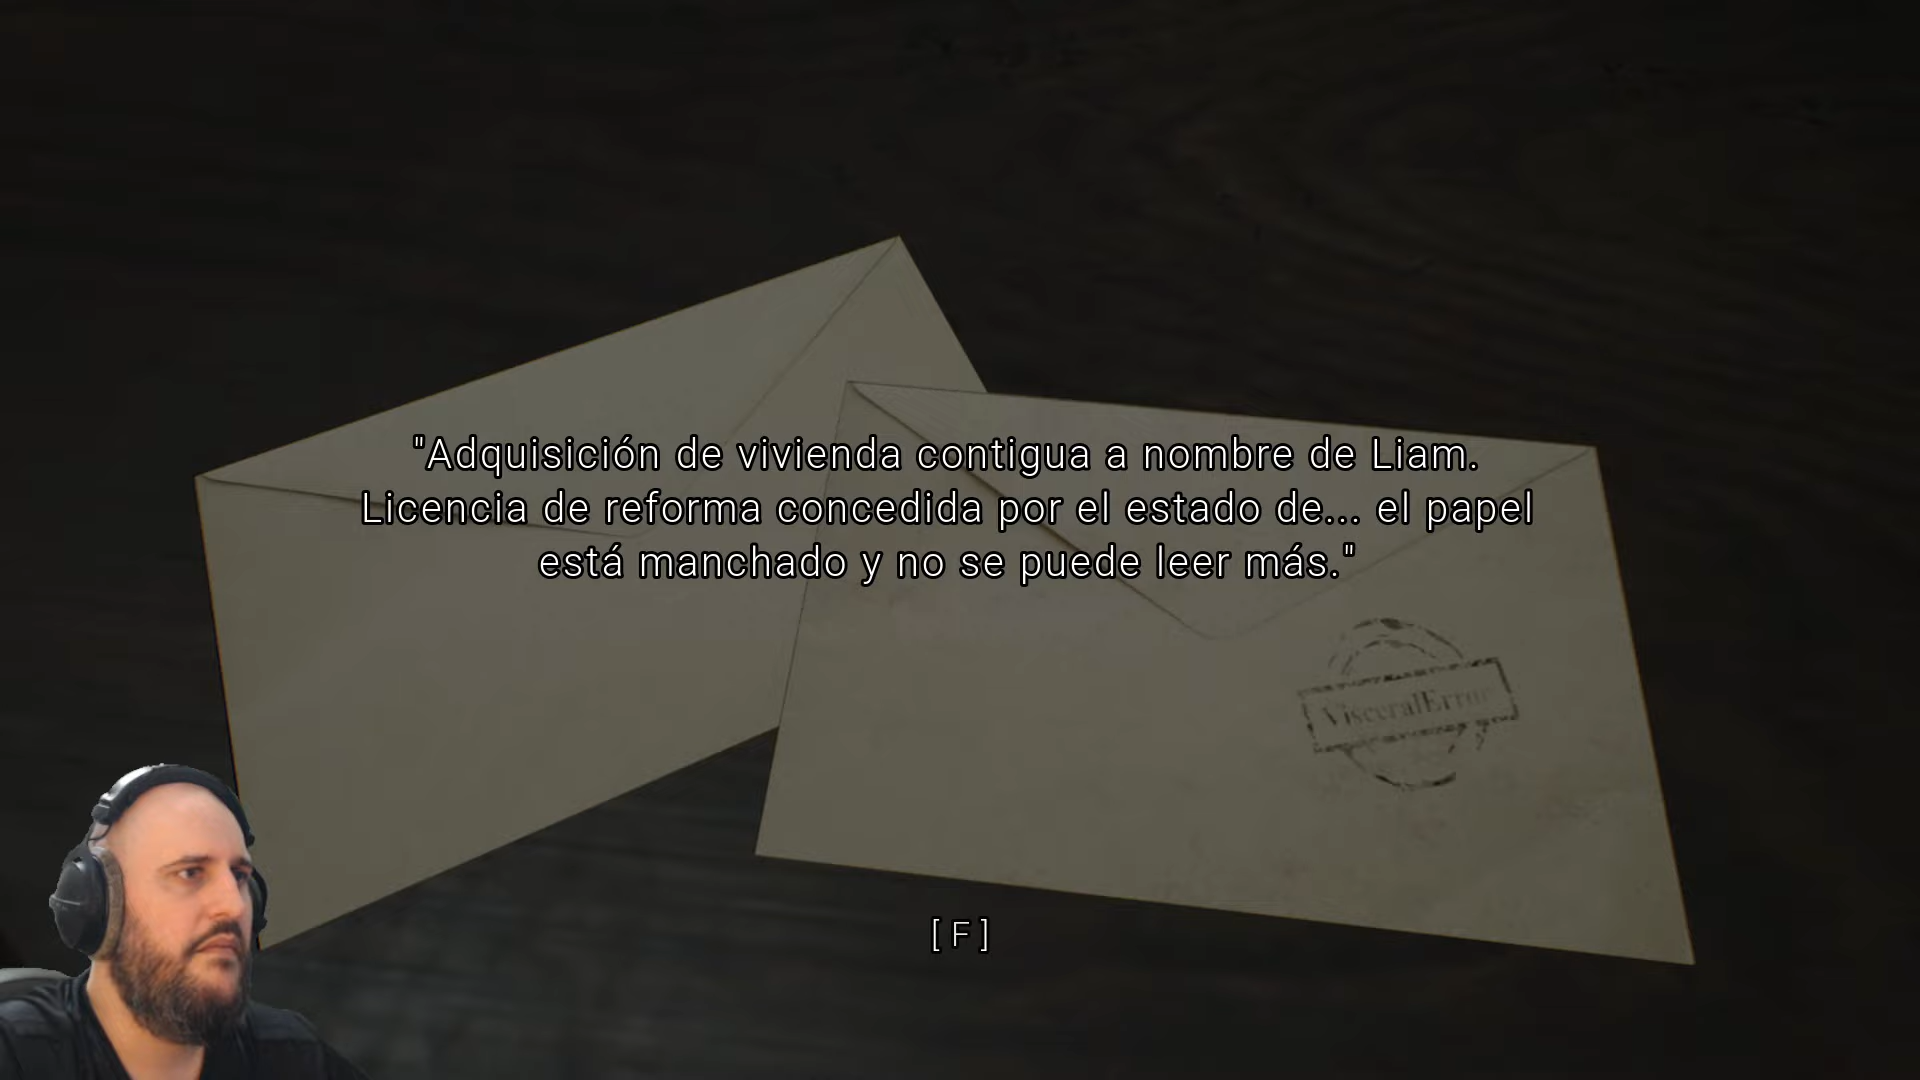 "Adquisición de vivienda contigua a nombre de Liam.
Licencia de reforma concedida por el estado de... el papel
está manchado y no se puede leer más."
VisceralError
[ F ]